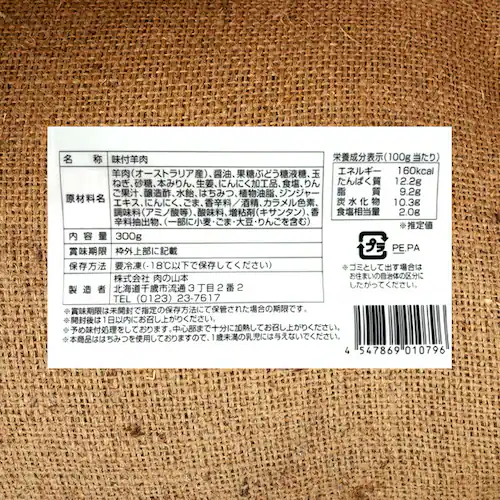 名 称 味付羊肉
原材料名 羊肉(オーストラリア産)、醤油、果糖ぶどう糖液糖、玉
ねぎ、砂糖、本みりん、生姜、にんにく加工品、食塩、りん
ご果汁、醸造酢、水飴、はちみつ、植物油脂、ジンジャー
エキス、にんにく、ごま、香辛料／酒精、カラメル色素、
調味料(アミノ酸等)、酸味料、増粘剤(キサンタン)、香
辛料抽出物、(一部に小麦・ごま・大豆・りんごを含む)
内 容 量 300g
賞味期限 枠外上部に記載
保存方法 要冷凍(-18℃以下で保存してください)
製 造 者 株式会社 肉の山本
北海道千歳市流通3丁目2番2
TEL (0123) 23-7617
※賞味期限は未開封で指定の保存方法にて保管された場合の期限です。
※開封後は1日以内にお召し上がりください。
※予め味付処理をしております。中心部まで十分に加熱してお召し上がりください。
※本商品ははちみつを使用しておりますので、1歳未満の乳児には与えないでください。
栄養成分表示(100g当たり)
エネルギー 160kcal
たんぱく質 12.2g
脂 質 9.2g
炭水化物 10.3g
食塩相当量 2.0g
※推定値
プラ PE,PA
※ゴミとして出す場合は
お住まいの自治体の区分に
したがってください。
4 547869 010796